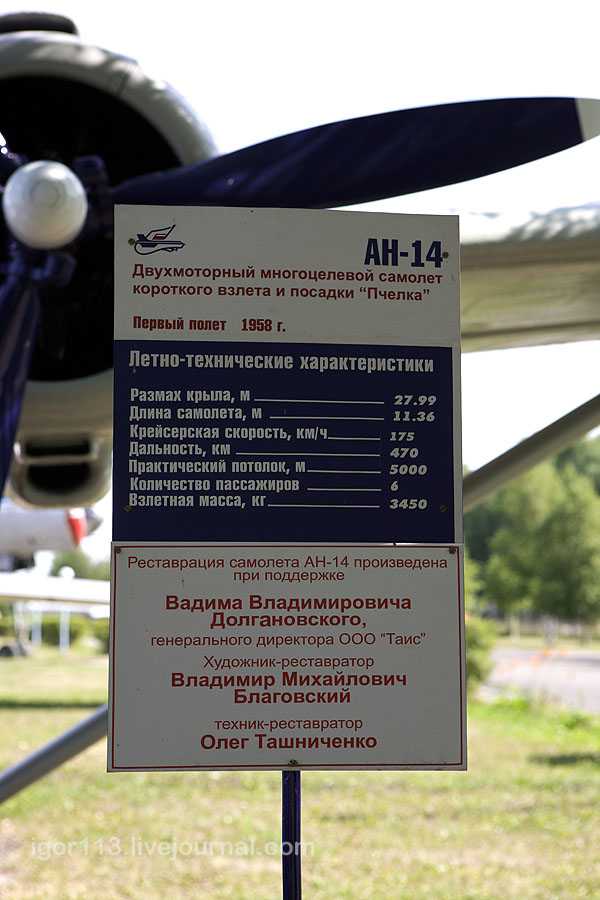 АН-14
Двухмоторный многоцелевой самолет
короткого взлета и посадки “Пчелка”
Первый полет 1958 г.
Летно-технические характеристики
Размах крыла, м 27.99
Длина самолета, м 11.36
Крейсерская скорость, км/ч 175
Дальность, км 470
Практический потолок, м 5000
Количество пассажиров 6
Взлетная масса, кг 3450
Реставрация самолета АН-14 произведена
при поддержке
Вадима Владимировича
Долгановского,
генерального директора ООО "Таис"
Художник-реставратор
Владимир Михайлович
Благовский
техник-реставратор
Олег Ташниченко
igor113.livejournal.com